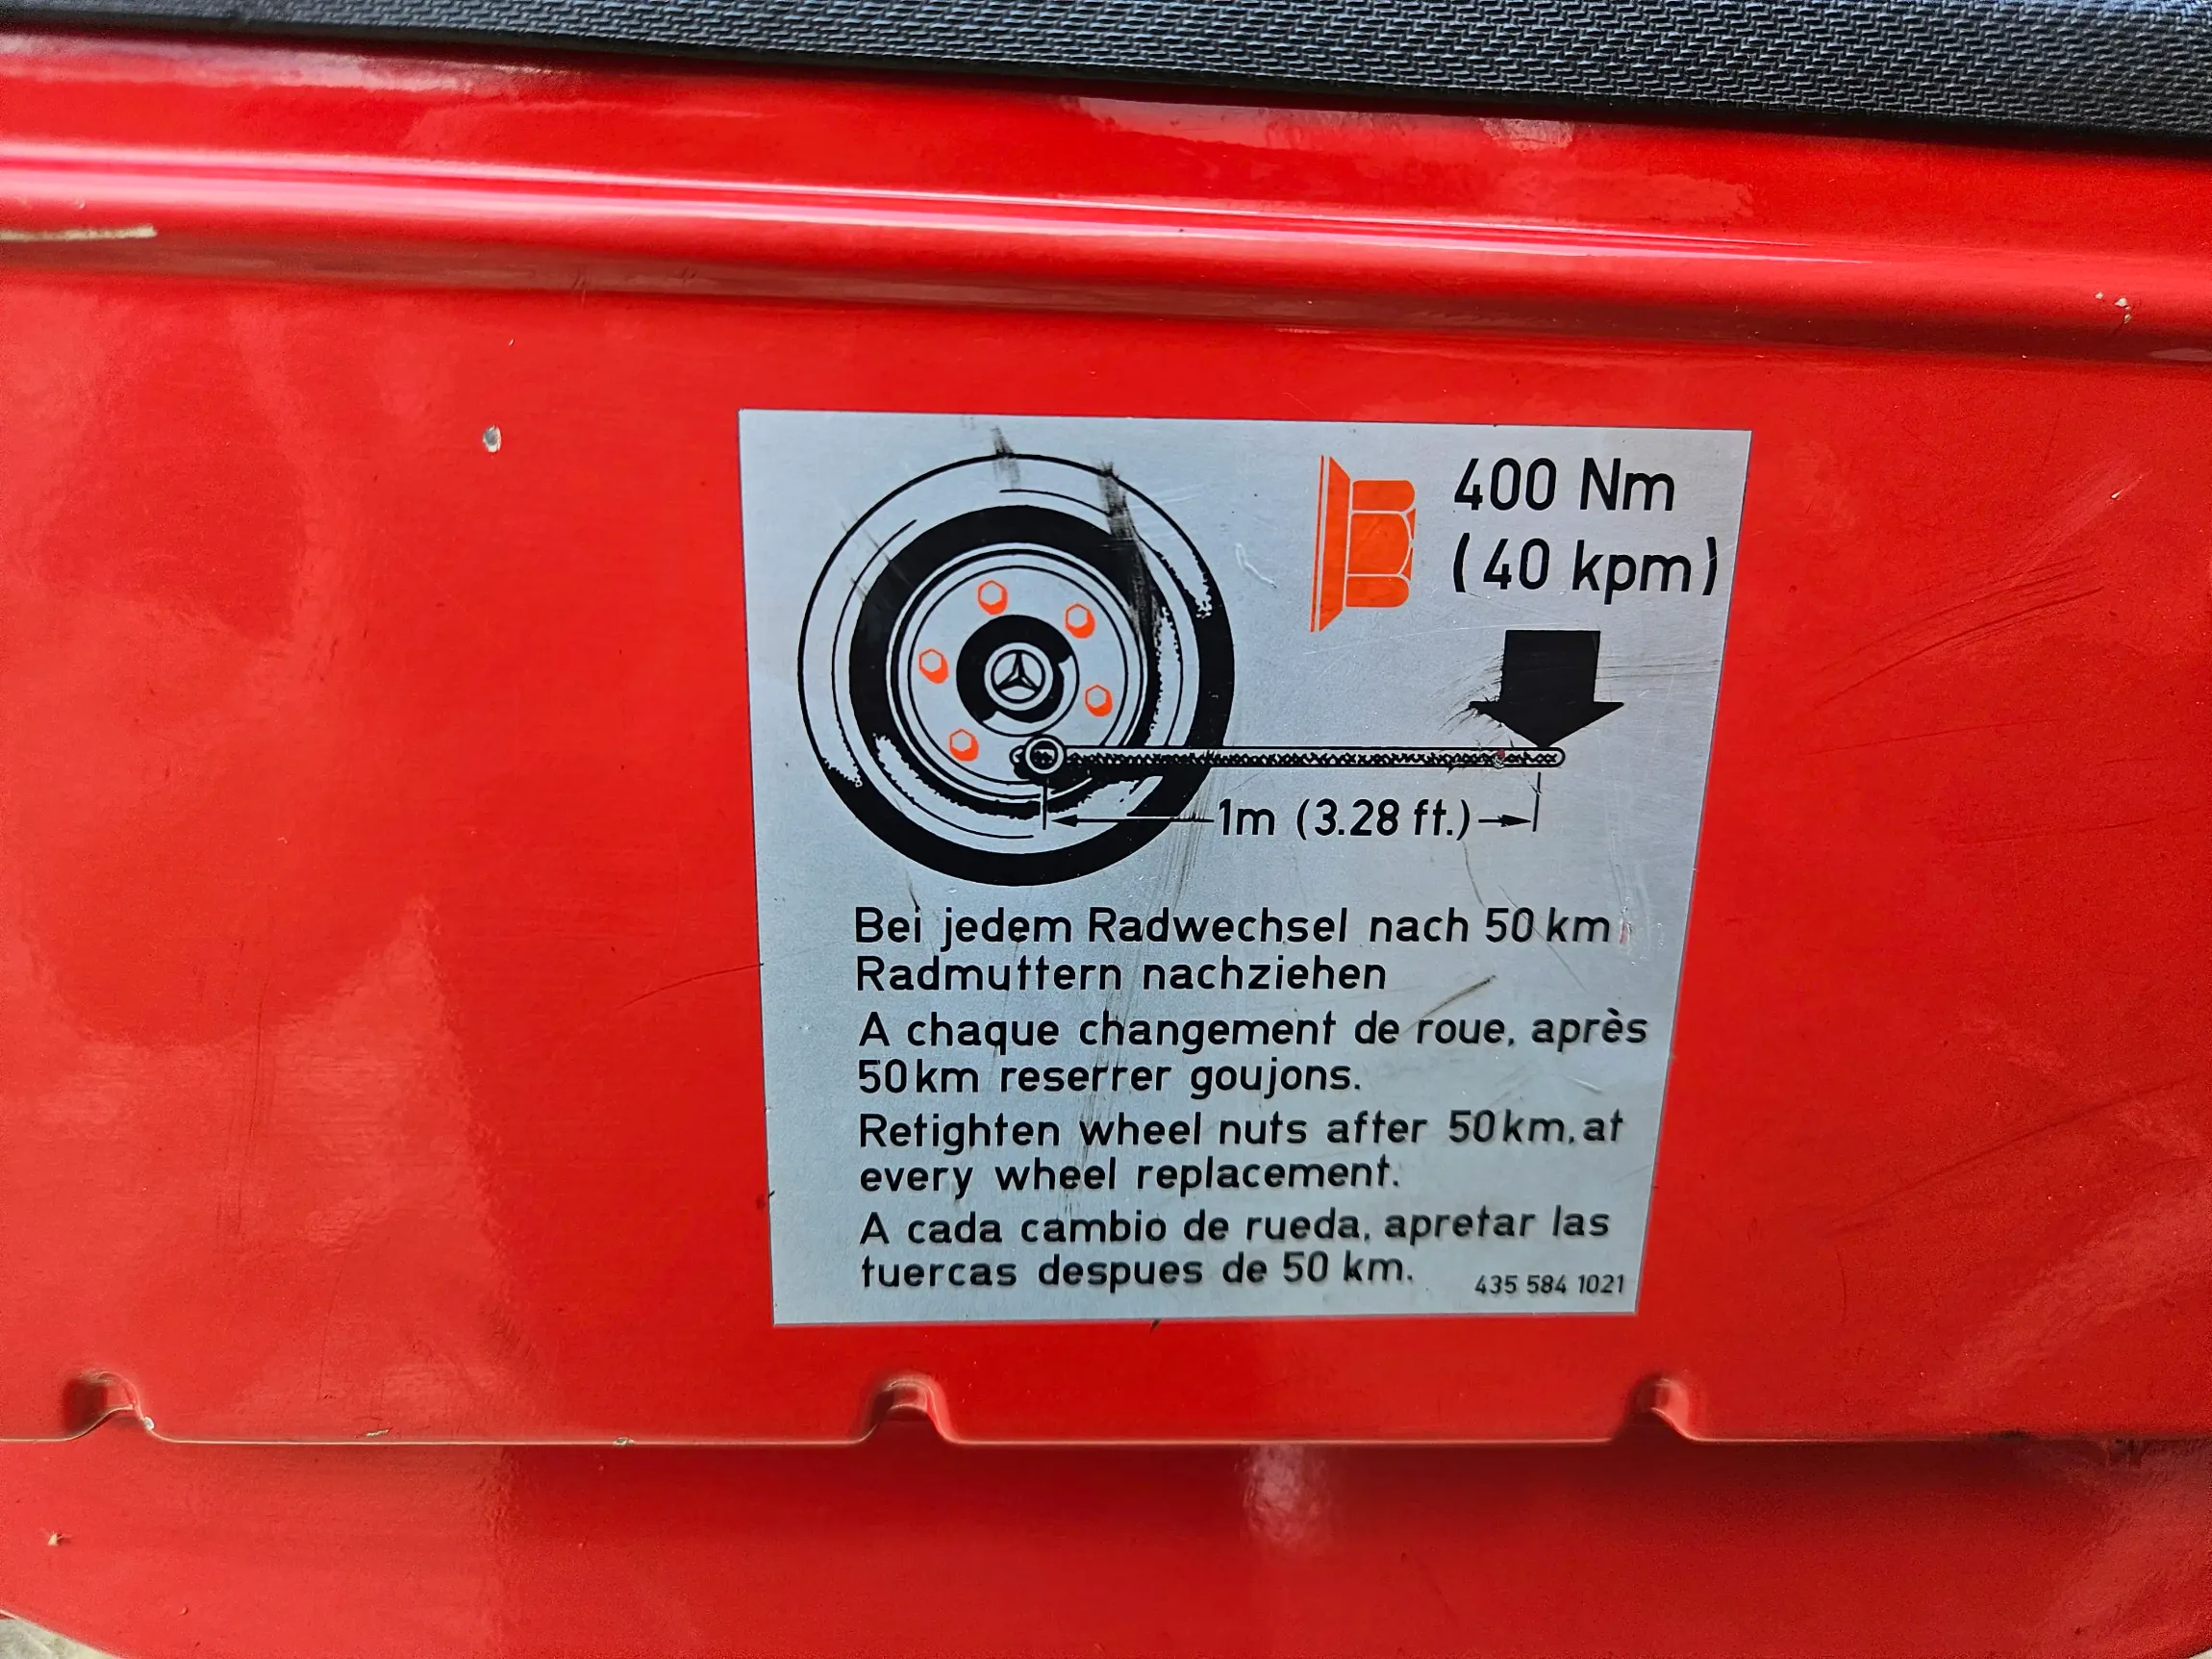 400 Nm
(40 kpm)
1m (3.28 ft.)
Bei jedem Radwechsel nach 50 km
Radmuttern nachziehen
A chaque changement de roue, après
50 km reserrer goujons.
Retighten wheel nuts after 50 km, at
every wheel replacement.
A cada cambio de rueda, apretar las
tuercas despues de 50 km.
435 584 1021